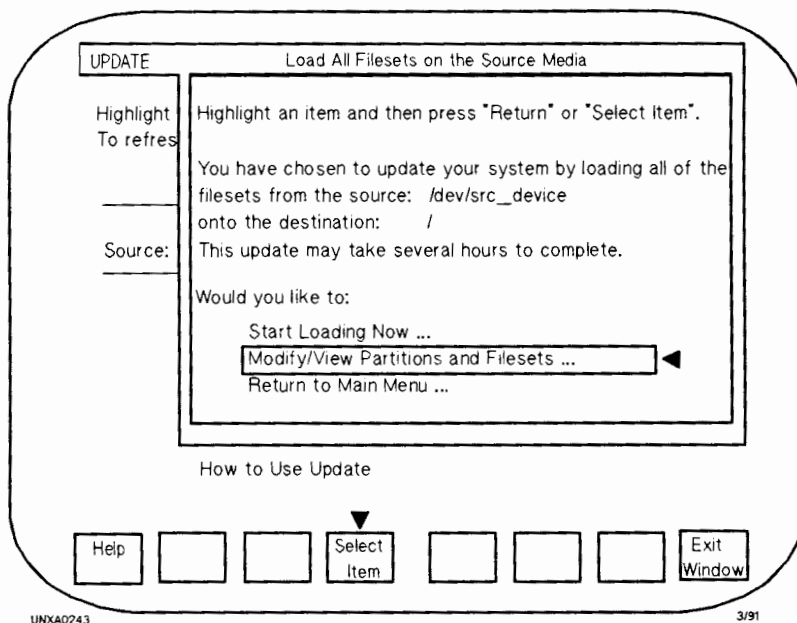 UPDATE
Load All Filesets on the Source Media
Highlight
To refres
Source:
Highlight an item and then press "Return" or "Select Item".
You have chosen to update your system by loading all of the
filesets from the source: /dev/src_device
onto the destination: /
This update may take several hours to complete.
Would you like to:
Start Loading Now ...
Modify/View Partitions and Filesets ...
Return to Main Menu ...
How to Use Update
Help
Select
Item
Exit
Window
UNXA0243
3/91